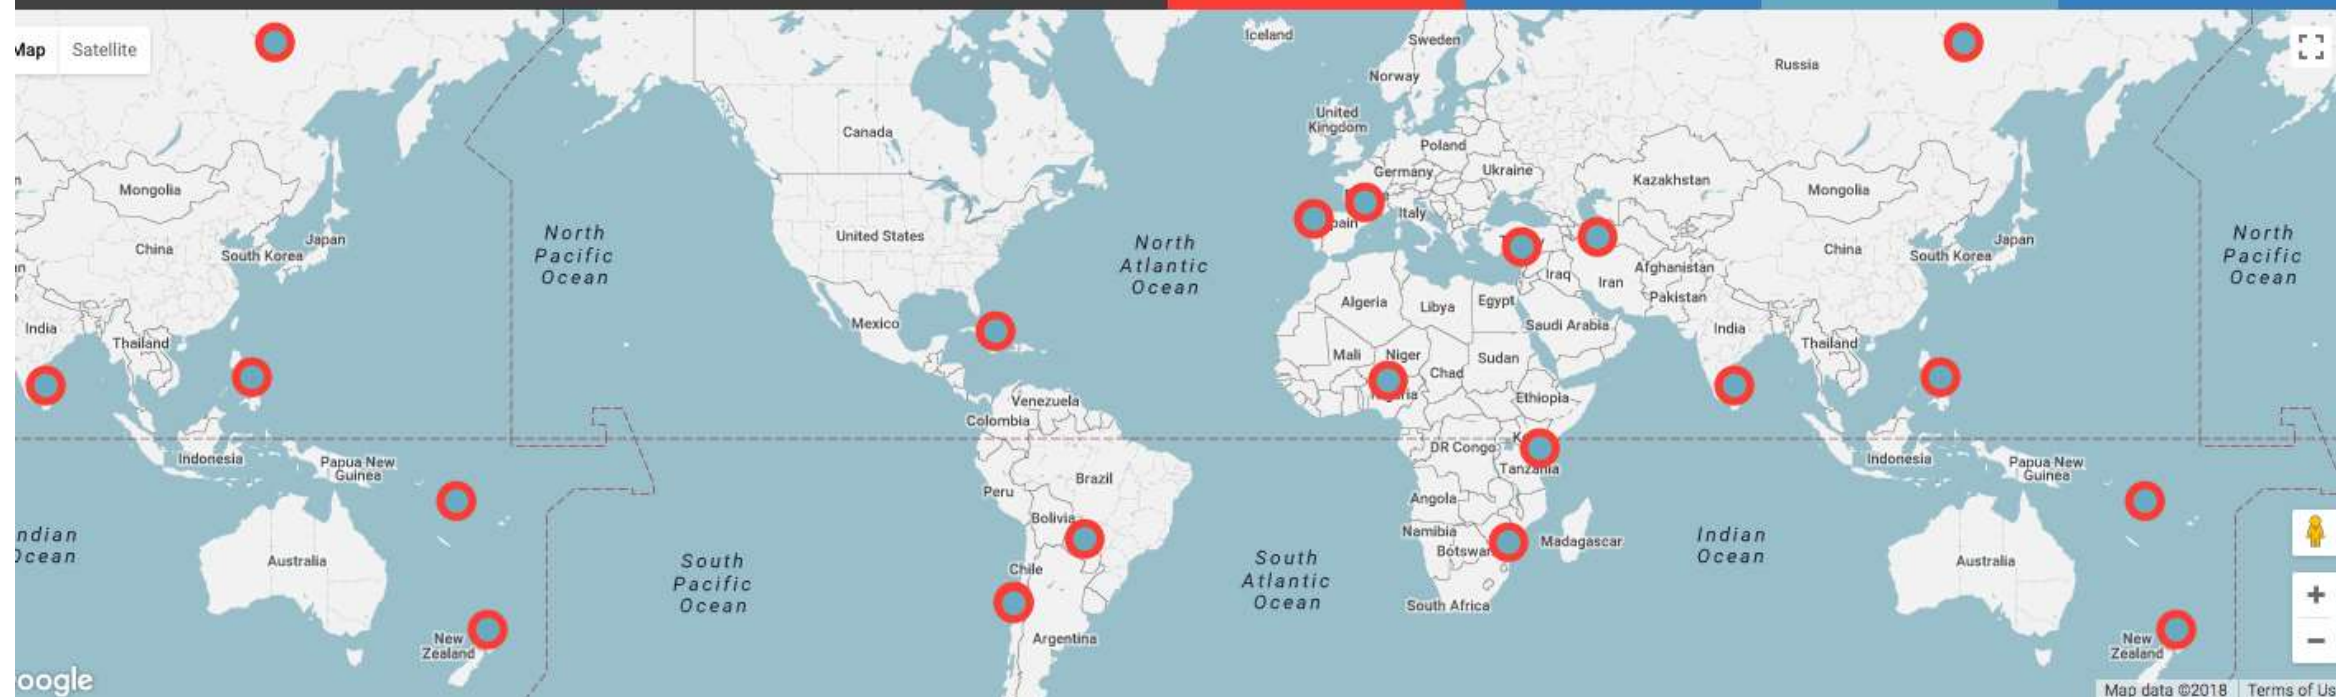 Map
Satellite
Iceland
Sweden
Norway
Russia
United
Kingdom
Canada
Poland
Germany
Ukraine
Kazakhstan
Mongolia
Mongolia
Italy
pain
United States
North
Pacific
Ocean
North
Atlantic
Ocean
North
Pacific
Ocean
China
South Korea
Japan
China
South Korea
Japan
Iraq
Iran
Afghanistan
Pakistan
Algeria
Libya
Egypt
Saudi Arabia
India
Thailand
Mexico
India
Thailand
Mali
Niger
Chad
Sudan
Ethiopia
Venezuela
Colombia
DR Congo
Tanzania
Indonesia
Papua New
Guinea
Indonesia
Papua New
Guinea
Brazil
Peru
Bolivia
Angola
Namibia
Botswan
Madagascar
ndian
Ocean
Australia
South
Pacific
Ocean
Chile
South
Atlantic
Ocean
Indian
Ocean
Australia
South Africa
Argentina
New
Zealand
New
Zealand
oogle
Map data ©2018
Terms of Us